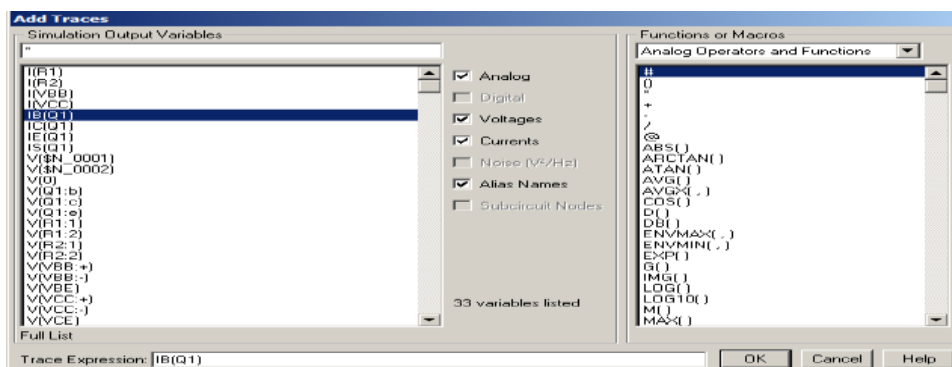 Add Traces
Simulation Output Variables
*
I(R1)
I(R2)
I(VBB)
I(VCC)
IB(Q1)
IC(Q1)
IE(Q1)
IS(Q1)
V($N_0001)
V($N_0002)
V(0)
V(Q1:b)
V(Q1:c)
V(Q1:e)
V(R1:1)
V(R1:2)
V(R2:1)
V(R2:2)
V(VBB:+)
V(VBB:-)
V(VBE)
V(VCC:+)
V(VCC:-)
V(VCE)
Full List
Analog
Digital
Voltages
Currents
Noise (V²/Hz)
Alias Names
Subcircuit Nodes
33 variables listed
Functions or Macros
Analog Operators and Functions
#
()
*
+
-
/
@
ABS()
ARCTAN()
ATAN()
AVG()
AVGX(,)
COS()
D()
DB()
ENVMAX(,)
ENVMIN(,)
EXP()
G()
IMG()
LOG()
LOG10()
M()
MAX()
Trace Expression: IB(Q1)
OK
Cancel
Help